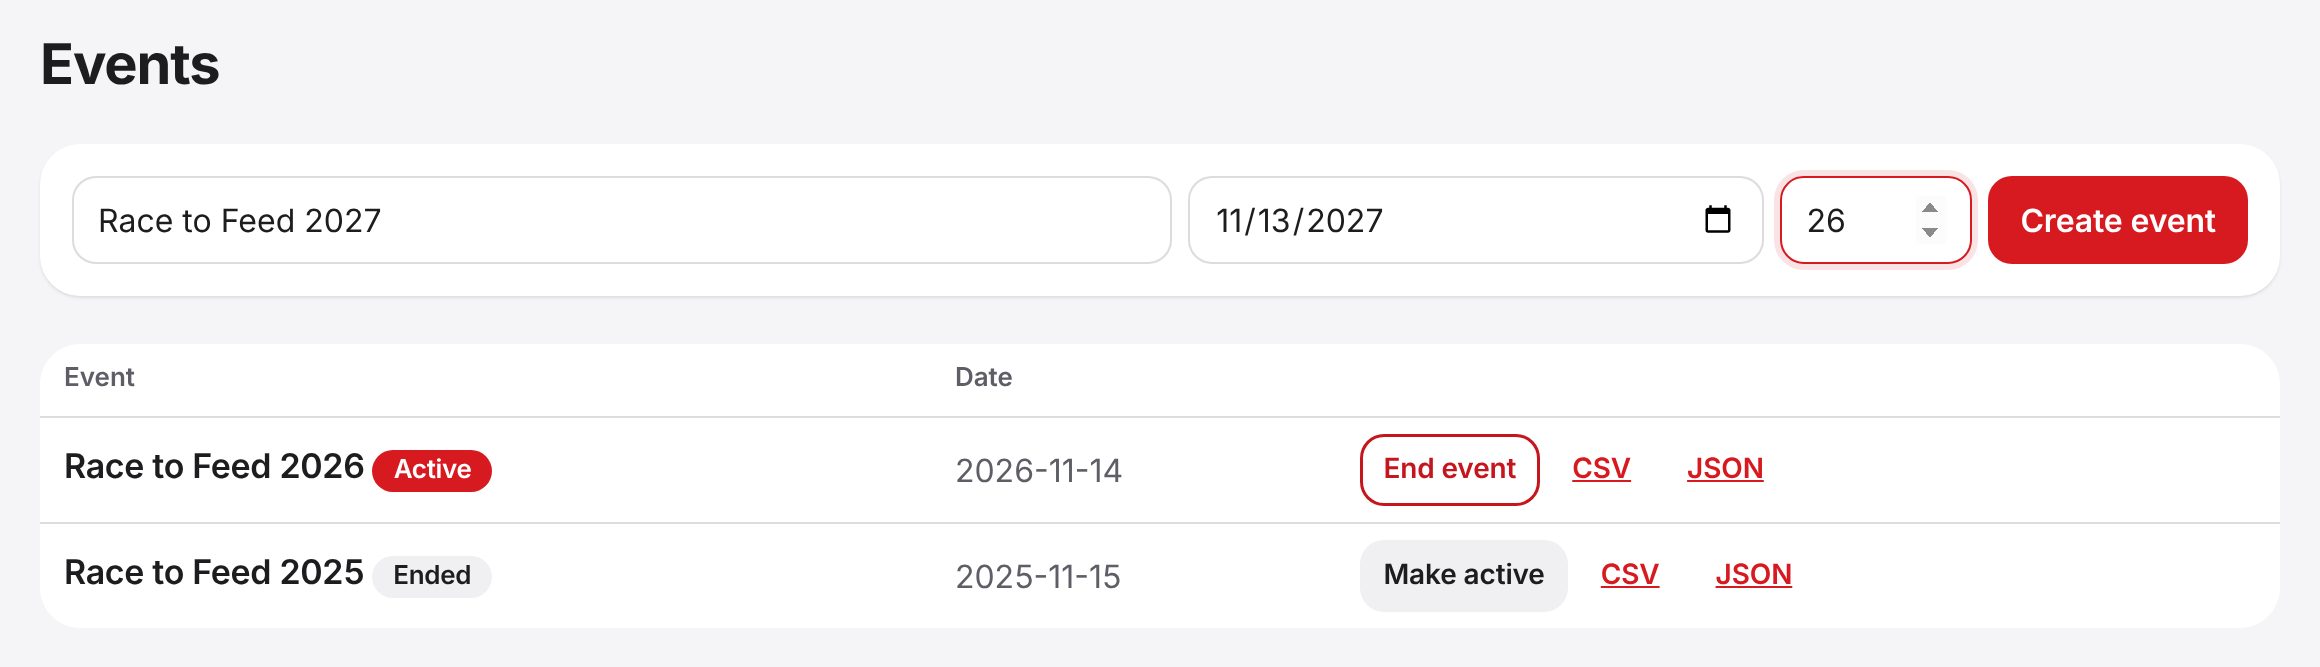 Events
Race to Feed 2027 11/13/2027 26 Create event
Event Date
Race to Feed 2026 Active 2026-11-14 End event CSV JSON
Race to Feed 2025 Ended 2025-11-15 Make active CSV JSON